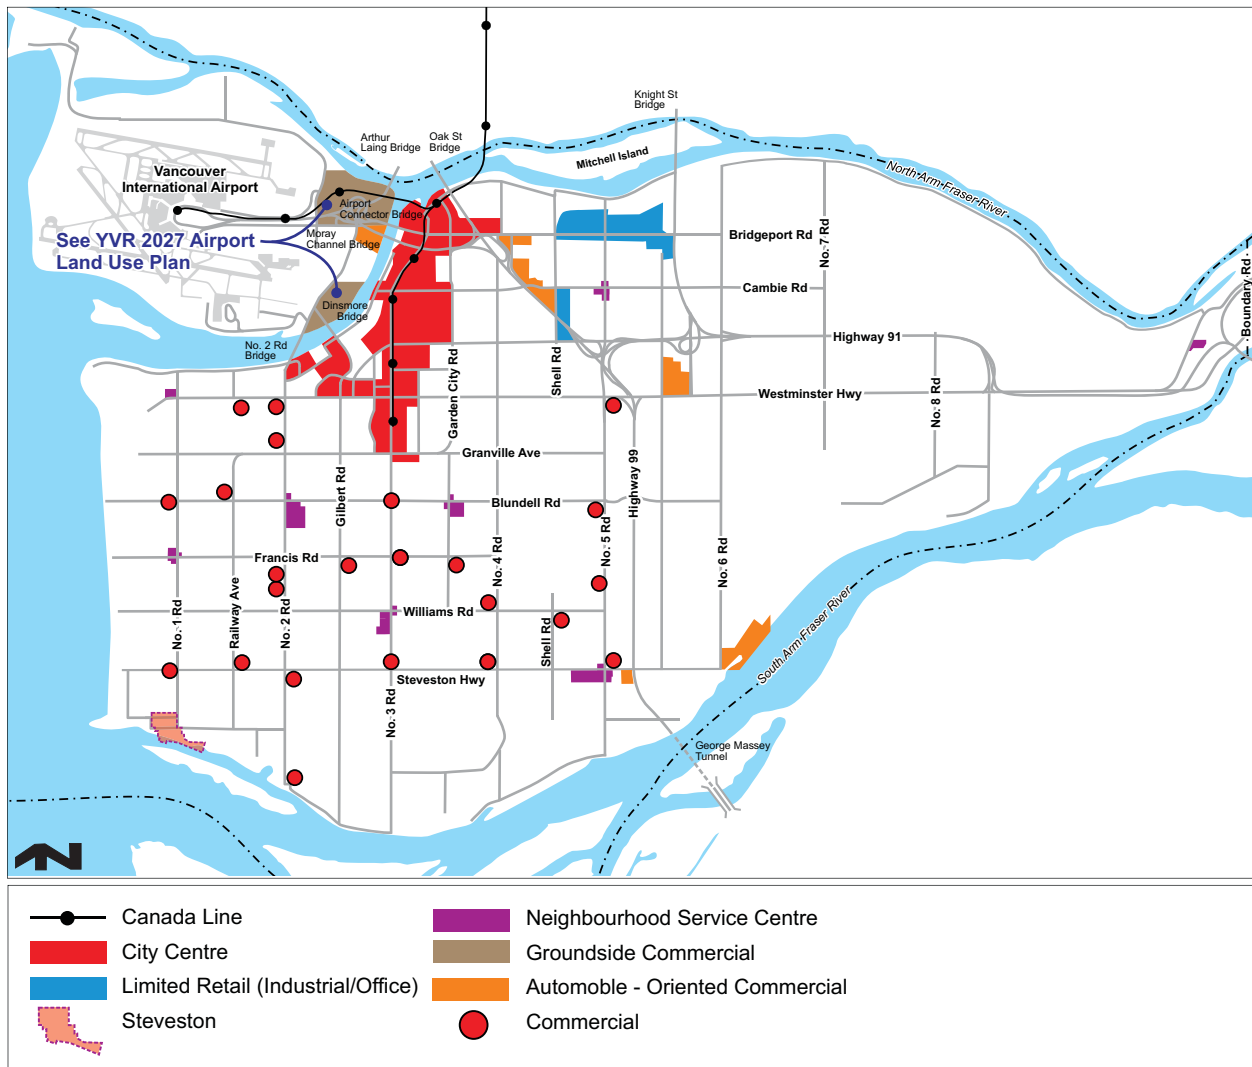 Knight St
Bridge
Arthur
Laing Bridge
Oak St
Bridge
Mitchell Island
North Arm Fraser River
Vancouver
International Airport
Airport
Connector Bridge
Moray
Channel Bridge
See YVR 2027 Airport
Land Use Plan
Bridgeport Rd
No. 7 Rd
Boundary Rd
Cambie Rd
Dinsmore
Bridge
No. 2 Rd
Bridge
Highway 91
Shell Rd
Garden City Rd
Westminster Hwy
No. 8 Rd
Granville Ave
Gilbert Rd
Highway 99
Blundell Rd
No. 5 Rd
No. 4 Rd
No. 6 Rd
Francis Rd
No. 1 Rd
Railway Ave
No. 2 Rd
Williams Rd
Shell Rd
South Arm Fraser River
Steveston Hwy
No. 3 Rd
George Massey
Tunnel
N
Canada Line
City Centre
Limited Retail (Industrial/Office)
Steveston
Neighbourhood Service Centre
Groundside Commercial
Automoble - Oriented Commercial
Commercial